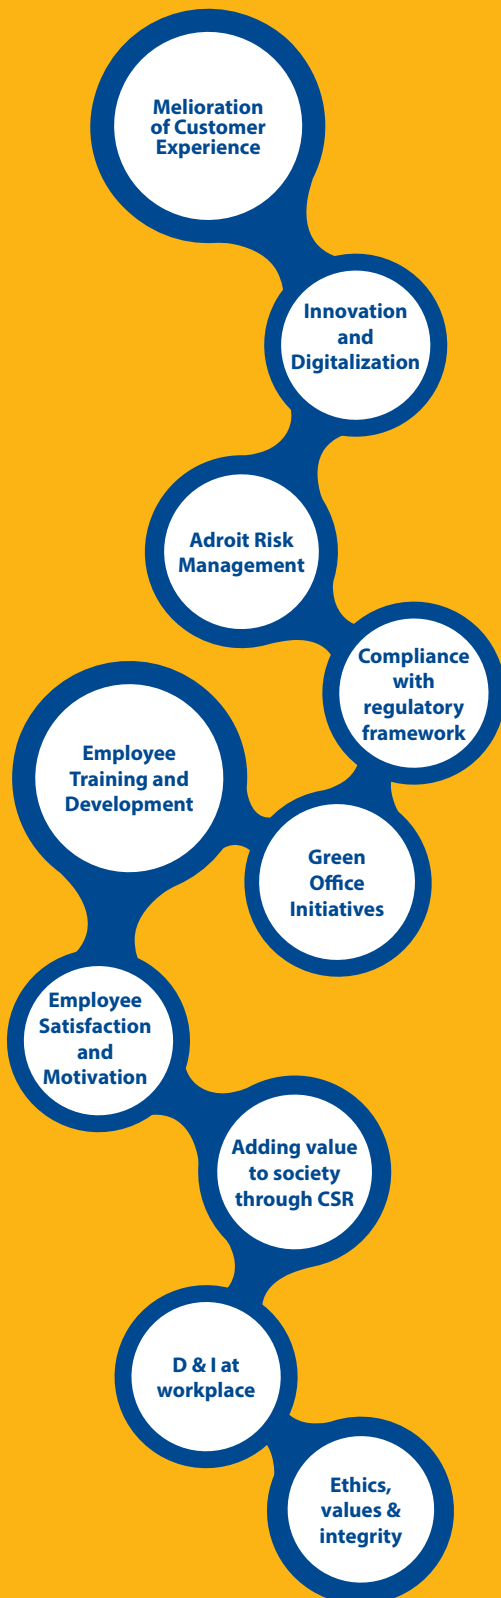 Melioration
of Customer
Experience
Innovation
and
Digitalization
Adroit Risk
Management
Compliance
with
regulatory
framework
Employee
Training and
Development
Green
Office
Initiatives
Employee
Satisfaction
and
Motivation
Adding value
to society
through CSR
D & I at
workplace
Ethics,
values &
integrity